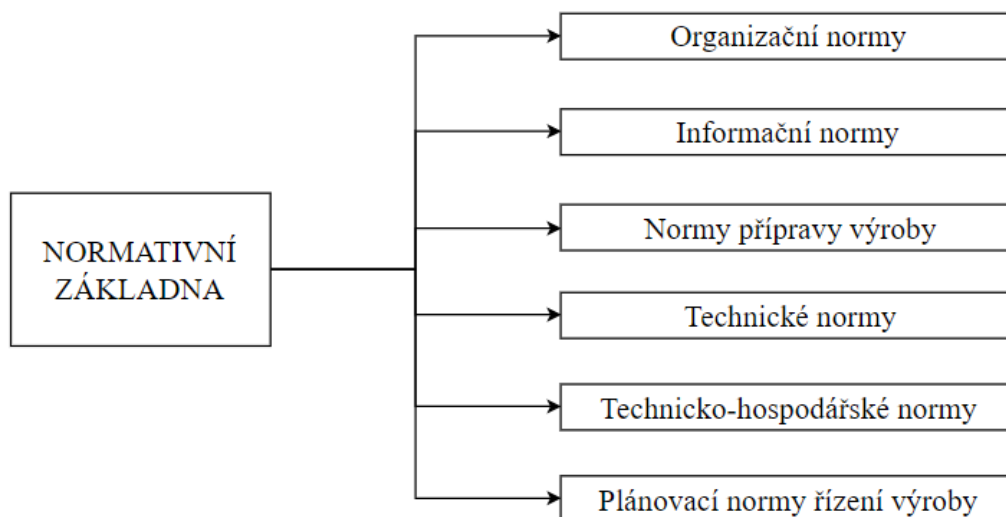 Organizační normy
Informační normy
Normy přípravy výroby
NORMATIVNÍ
ZÁKLADNA
Technické normy
Technicko-hospodářské normy
Plánovací normy řízení výroby